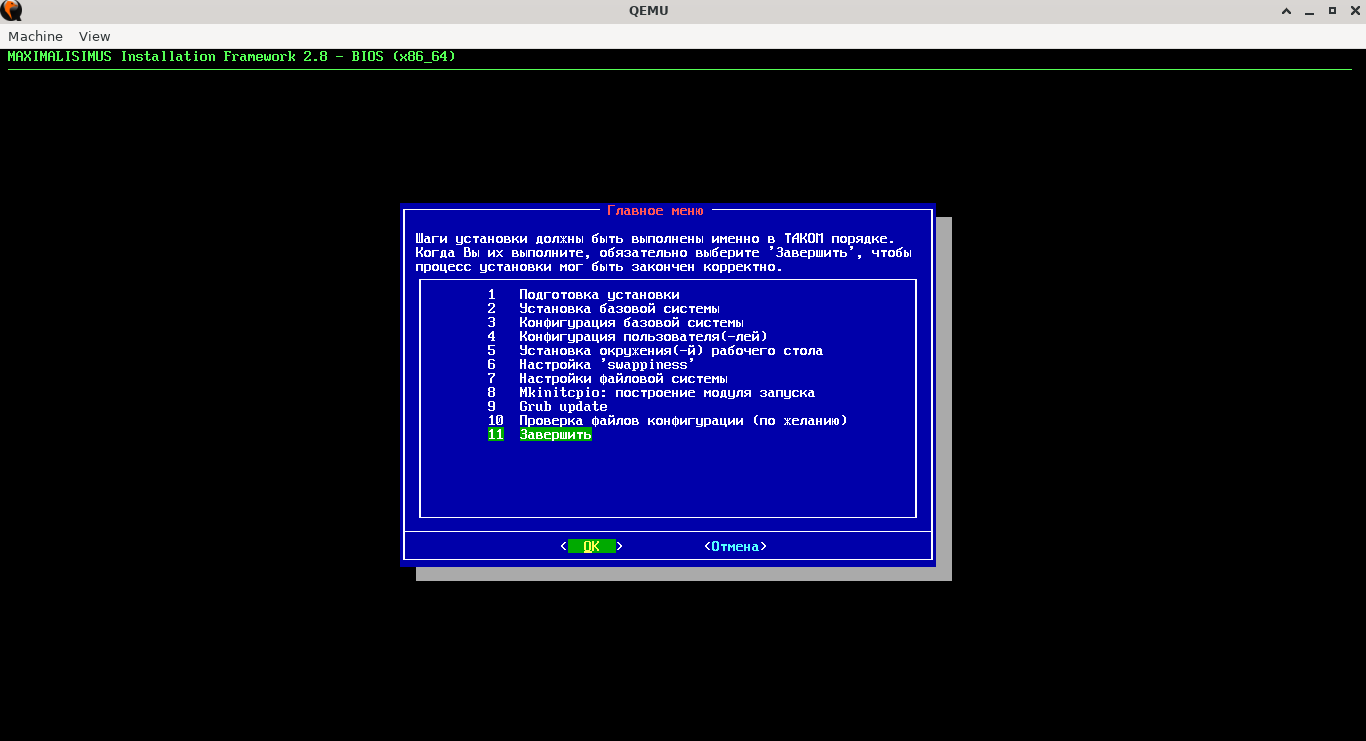 QEMU
Machine View
MAXIMALISIMUS Installation Framework 2.8 - BIOS (x86_64)
Главное меню
Шаги установки должны быть выполнены именно в ТАКОМ порядке.
Когда Вы их выполните, обязательно выберите 'Завершить', чтобы
процесс установки мог быть закончен корректно.
1 Подготовка установки
2 Установка базовой системы
3 Конфигурация базовой системы
4 Конфигурация пользователя(-лей)
5 Установка окружения(-й) рабочего стола
6 Настройка 'swappiness'
7 Настройки файловой системы
8 Mkinitcpio: построение модуля запуска
9 Grub update
10 Проверка файлов конфигурации (по желанию)
11 Завершить
< OK > <Отмена>